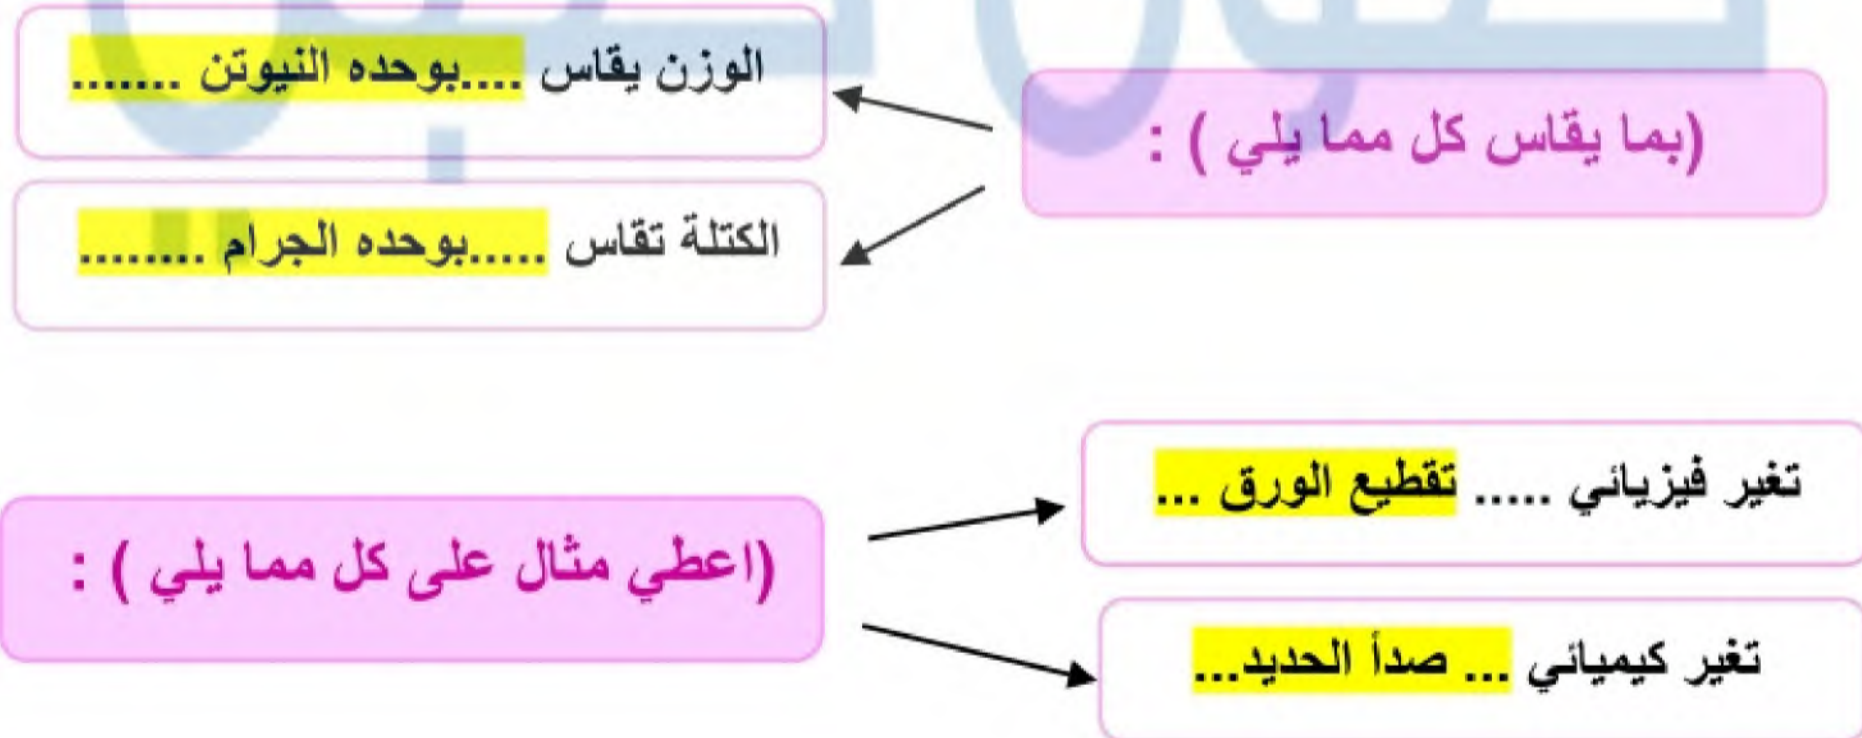 (بما يقاس كل مما يلي ) :
الوزن يقاس ....بوحده النيوتن .......
الكتلة تقاس .....بوحده الجرام ........
(اعطي مثال على كل مما يلي ) :
تغير فيزيائي ..... تقطيع الورق ...
تغير كيميائي ... صدأ الحديد...